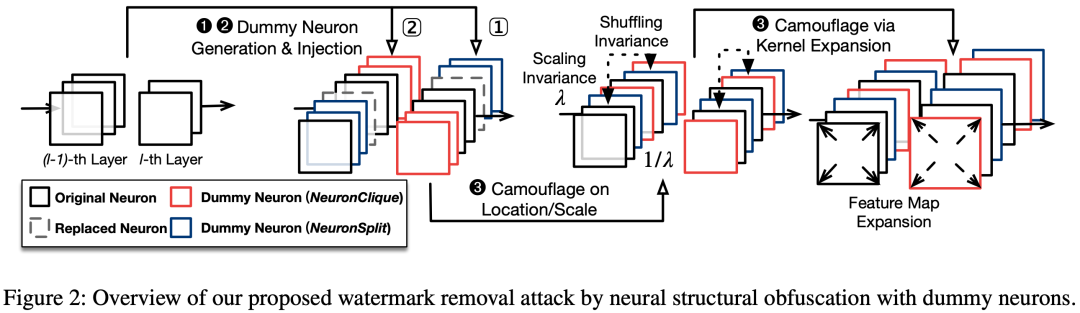 ❶ ❷ Dummy Neuron
Generation & Injection
2
1
(l-1)-th Layer
l-th Layer
Shuffling
Invariance
Scaling
Invariance
λ
1/λ
❸ Camouflage via
Kernel Expansion
❸ Camouflage on
Location/Scale
Feature Map
Expansion
Original Neuron
Dummy Neuron (NeuronClique)
Replaced Neuron
Dummy Neuron (NeuronSplit)
Figure 2: Overview of our proposed watermark removal attack by neural structural obfuscation with dummy neurons.